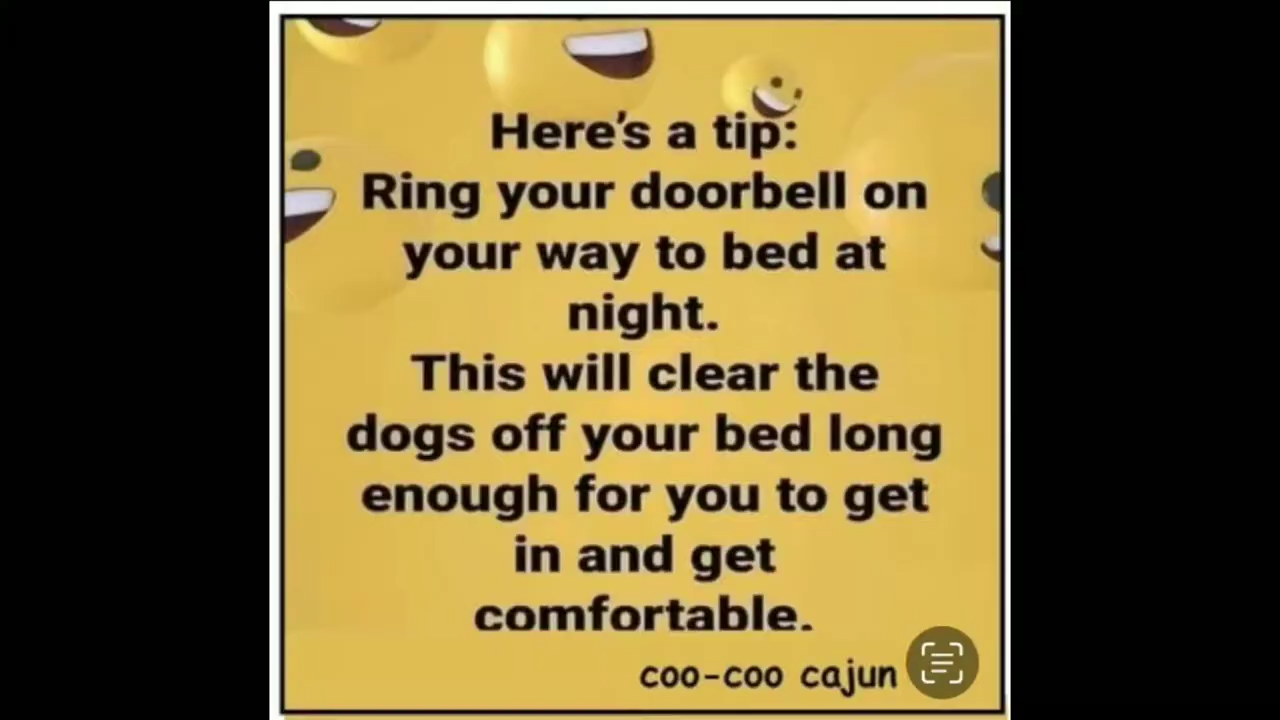 Here's a tip:
Ring your doorbell on
your way to bed at
night.
This will clear the
dogs off your bed long
enough for you to get
in and get
comfortable.
coo-coo cajun